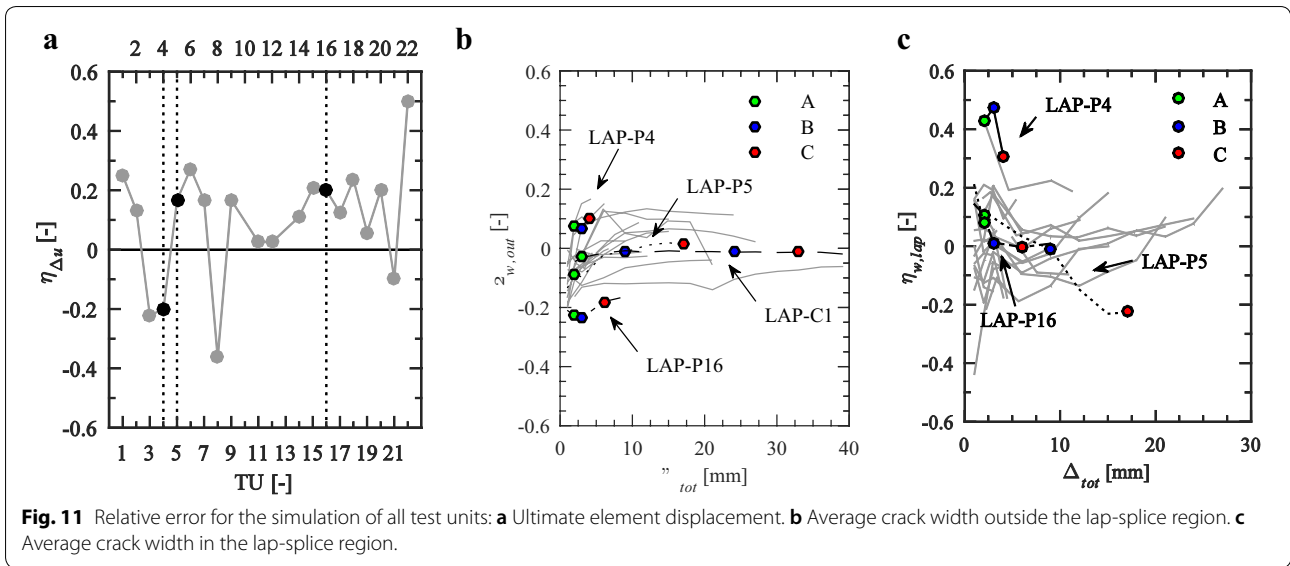 a
2 4 6 8 10 12 14 16 18 20 22
0.6
0.4
0.2
0
-0.2
-0.4
-0.6
ηΔu [-]
1 3 5 7 9 11 13 15 17 19 21
TU [-]
b
0.6
0.4
0.2
0
-0.2
-0.4
-0.6
2w,out [-]
A
B
C
LAP-P4
LAP-P5
LAP-C1
LAP-P16
0 10 20 30 40
"tot [mm]
c
0.6
0.4
0.2
0
-0.2
-0.4
-0.6
ηw,lap [-]
A
B
C
LAP-P4
LAP-P5
LAP-P16
0 10 20 30
Δtot [mm]
Fig. 11 Relative error for the simulation of all test units: a Ultimate element displacement. b Average crack width outside the lap-splice region. c
Average crack width in the lap-splice region.